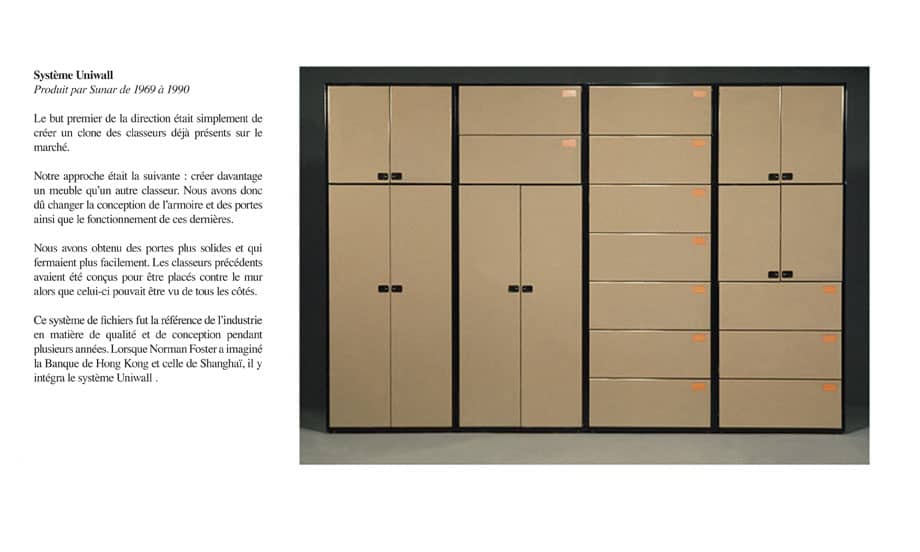 Système Uniwall
Produit par Sunar de 1969 à 1990
Le but premier de la direction était simplement de
créer un clone des classeurs déjà présents sur le
marché.
Notre approche était la suivante : créer davantage
un meuble qu'un autre classeur. Nous avons donc
dû changer la conception de l'armoire et des portes
ainsi que le fonctionnement de ces dernières.
Nous avons obtenu des portes plus solides et qui
fermaient plus facilement. Les classeurs précédents
avaient été conçus pour être placés contre le mur
alors que celui-ci pouvait être vu de tous les côtés.
Ce système de fichiers fut la référence de l'industrie
en matière de qualité et de conception pendant
plusieurs années. Lorsque Norman Foster a imaginé
la Banque de Hong Kong et celle de Shanghaï, il y
intégra le système Uniwall .